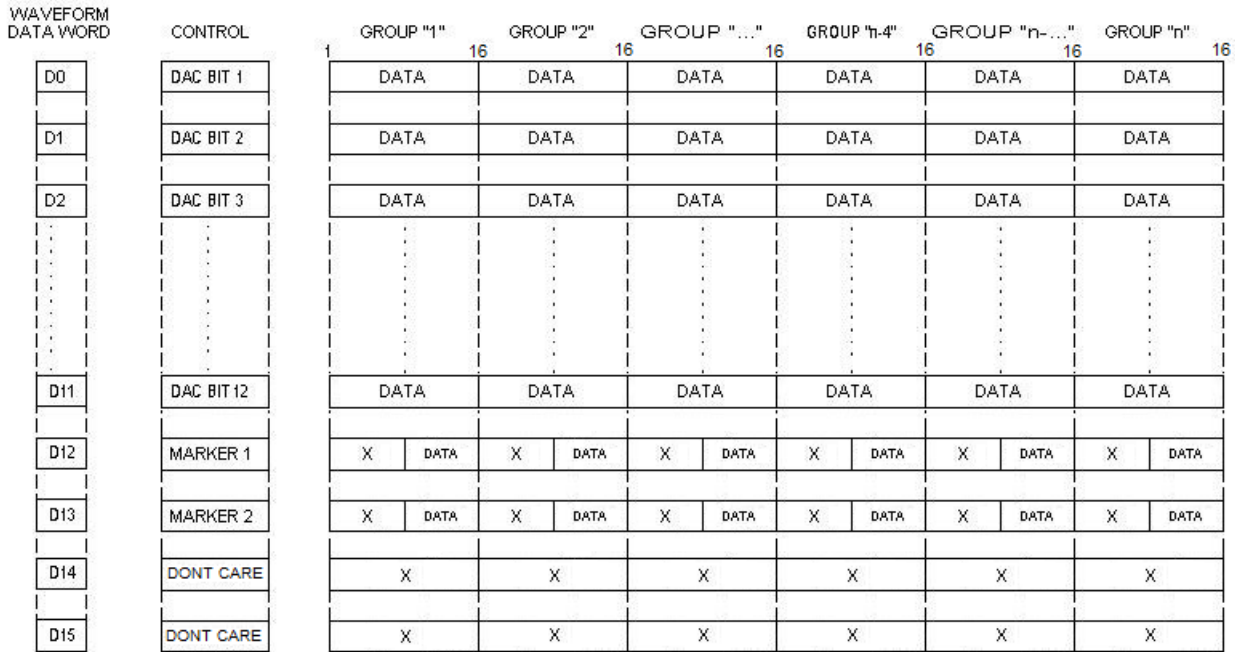 WAVEFORM
DATA WORD CONTROL GROUP "1" GROUP "2" GROUP "..." GROUP "n-4" GROUP "n-..." GROUP "n"
1 16 16 16 16 16 16
D0 DAC BIT 1 DATA DATA DATA DATA DATA DATA
D1 DAC BIT 2 DATA DATA DATA DATA DATA DATA
D2 DAC BIT 3 DATA DATA DATA DATA DATA DATA
D11 DAC BIT 12 DATA DATA DATA DATA DATA DATA
D12 MARKER 1 X DATA X DATA X DATA X DATA X DATA X DATA
D13 MARKER 2 X DATA X DATA X DATA X DATA X DATA X DATA
D14 DONT CARE X X X X X X
D15 DONT CARE X X X X X X